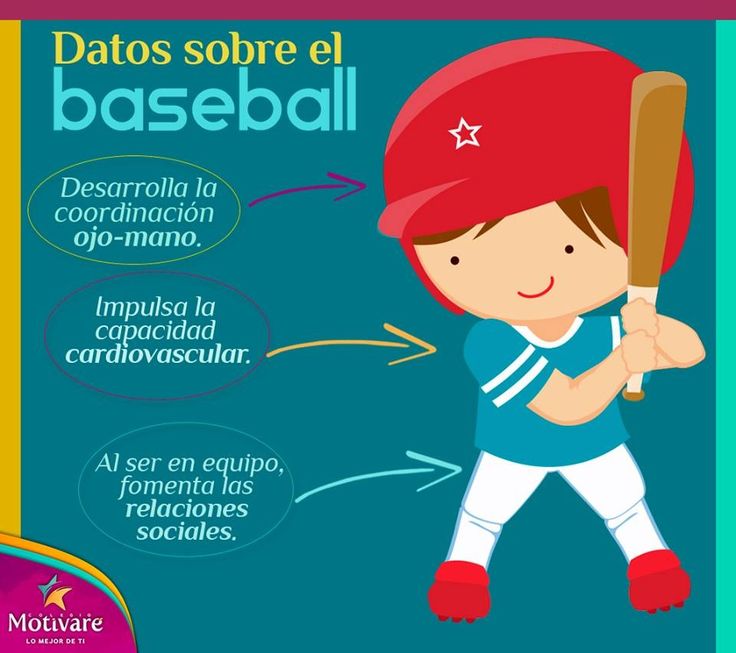 Datos sobre el
baseball
Desarrolla la
coordinación
ojo-mano.
Impulsa la
capacidad
cardiovascular.
Al ser en equipo,
fomenta las
relaciones
sociales.
COLEGIO
Motivare
LO MEJOR DE TI